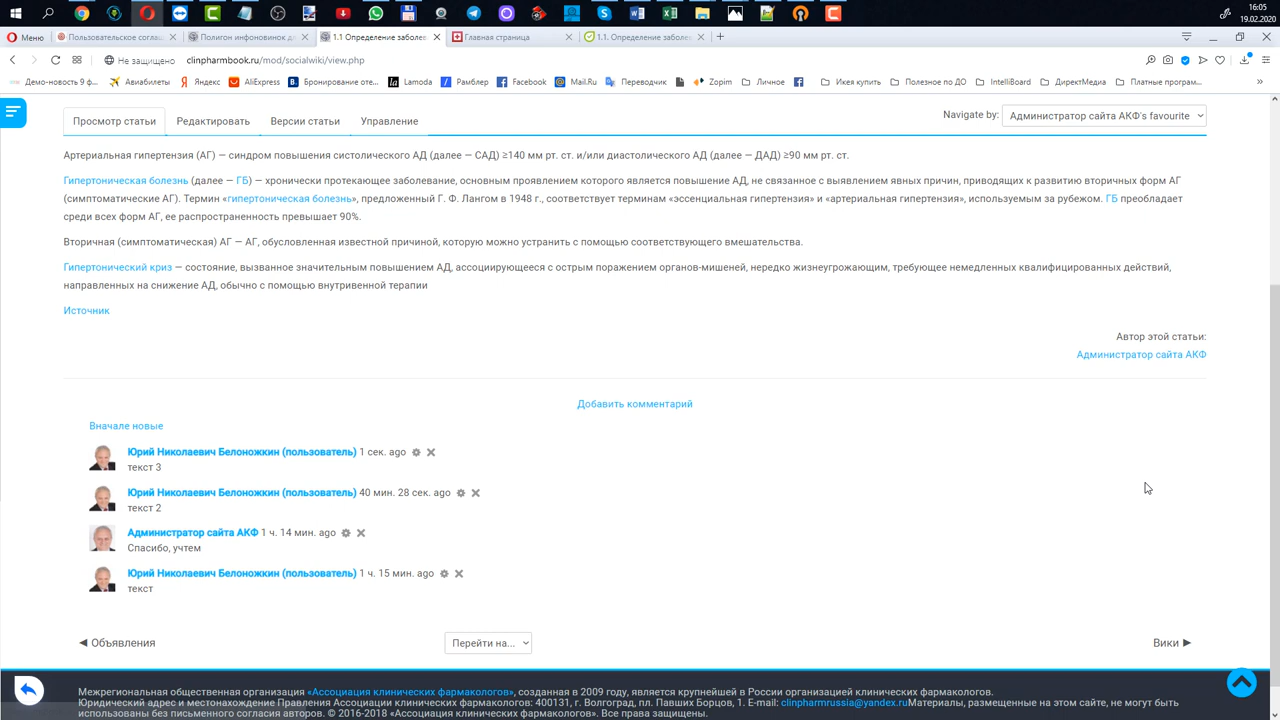 16:05
19.02.2020
Меню
Пользовательское согла...
Полигон инфоновинок д
1.1 Определение заболев
Главная страница
1.1. Определение заболе
Не защищено
clinpharmbook.ru/mod/socialwiki/view.php
Демо-новость 9 ф...
Авиабилеты
Яндекс
AliExpress
Бронирование оте...
Lamoda
Рамблер
Facebook
Mail.Ru
Переводчик
Zopim
Личное
Икея купить
Полезное по ДО
IntelliBoard
ДиректМедиа
Платные програм...
Просмотр статьи
Редактировать
Версии статьи
Управление
Navigate by:
Администратор сайта АКФ's favourite
Артериальная гипертензия (АГ) — синдром повышения систолического АД (далее — САД) ≥140 мм рт. ст. и/или диастолического АД (далее — ДАД) ≥90 мм рт. ст.
Гипертоническая болезнь (далее — ГБ) — хронически протекающее заболевание, основным проявлением которого является повышение АД, не связанное с выявлением явных причин, приводящих к развитию вторичных форм АГ
(симптоматические АГ). Термин «гипертоническая болезнь», предложенный Г. Ф. Лангом в 1948 г., соответствует терминам «эссенциальная гипертензия» и «артериальная гипертензия», используемым за рубежом. ГБ преобладает
среди всех форм АГ, ее распространенность превышает 90%.
Вторичная (симптоматическая) АГ — АГ, обусловленная известной причиной, которую можно устранить с помощью соответствующего вмешательства.
Гипертонический криз — состояние, вызванное значительным повышением АД, ассоциирующееся с острым поражением органов-мишеней, нередко жизнеугрожающим, требующее немедленных квалифицированных действий,
направленных на снижение АД, обычно с помощью внутривенной терапии
Источник
Автор этой статьи:
Администратор сайта АКФ
Добавить комментарий
Вначале новые
Юрий Николаевич Белоножкин (пользователь) 1 сек. ago
текст 3
Юрий Николаевич Белоножкин (пользователь) 40 мин. 28 сек. ago
текст 2
Администратор сайта АКФ 1 ч. 14 мин. ago
Спасибо, учтем
Юрий Николаевич Белоножкин (пользователь) 1 ч. 15 мин. ago
текст
◀ Объявления
Перейти на...
Вики ▶
Межрегиональная общественная организация «Ассоциация клинических фармакологов», созданная в 2009 году, является крупнейшей в России организацией клинических фармакологов.
Юридический адрес и местонахождение Правления Ассоциации клинических фармакологов: 400131, г. Волгоград, пл. Павших Борцов, 1. E-mail: clinpharmrussia@yandex.ruМатериалы, размещенные на этом сайте, не могут быть
использованы без письменного согласия авторов. © 2016-2018 «Ассоциация клинических фармакологов». Все права защищены.